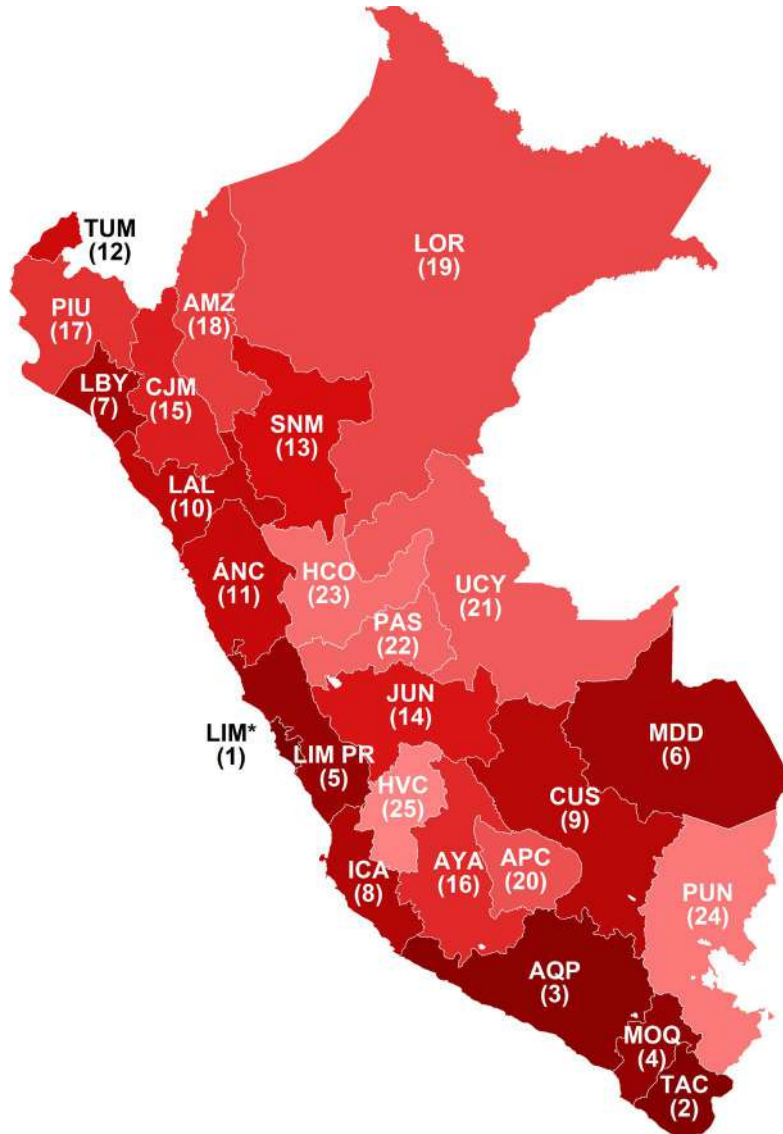 TUM
(12)
LOR
(19)
PIU
(17)
AMZ
(18)
LBY
(7)
CJM
(15)
SNM
(13)
LAL
(10)
ÁNC
(11)
HCO
(23)
UCY
(21)
PAS
(22)
JUN
(14)
LIM*
(1)
LIM PR
(5)
MDD
(6)
HVC
(25)
CUS
(9)
ICA
(8)
AYA
(16)
APC
(20)
PUN
(24)
AQP
(3)
MOQ
(4)
TAC
(2)